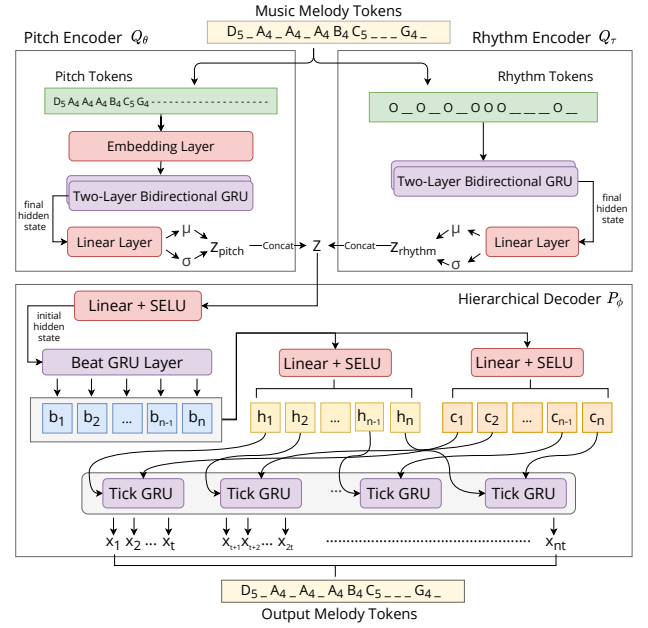 Music Melody Tokens
D5 _ A4 _ A4 _ A4 B4 C5 _ _ _ G4 _
Pitch Encoder Qθ
Rhythm Encoder Qτ
Pitch Tokens
D5 A4 A4 A4 B4 C5 G4 - - - - - - - - - - - - - - - - - - - - - - -
Rhythm Tokens
O _ O _ O _ O O O _ _ _ O _
Embedding Layer
Two-Layer Bidirectional GRU
Two-Layer Bidirectional GRU
final
hidden
state
final
hidden
state
Linear Layer
μ
σ
zpitch
Concat
z
Concat
zrhythm
μ
σ
Linear Layer
Linear + SELU
Hierarchical Decoder Pϕ
initial
hidden
state
Beat GRU Layer
Linear + SELU
Linear + SELU
b1 b2 ... bn-1 bn
h1 h2 ... hn-1 hn
c1 c2 ... cn-1 cn
Tick GRU Tick GRU ... Tick GRU Tick GRU
x1 x2 ... xt xt+1 xt+2 ... x2t ........................................ xnt
D5 _ A4 _ A4 _ A4 B4 C5 _ _ _ G4 _
Output Melody Tokens